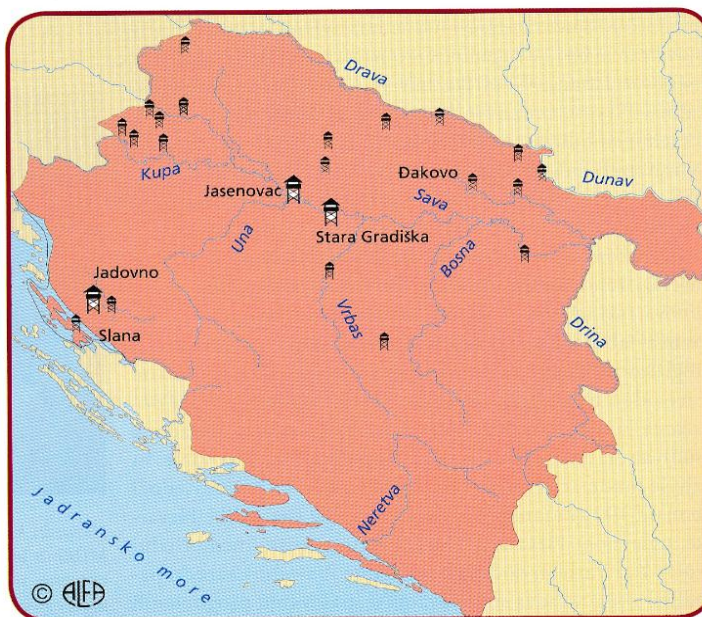 Drava
Kupa
Jasenovac
Đakovo
Dunav
Sava
Stara Gradiška
Una
Bosna
Jadovno
Vrbas
Drina
Slana
Neretva
Jadransko more
© ALFA